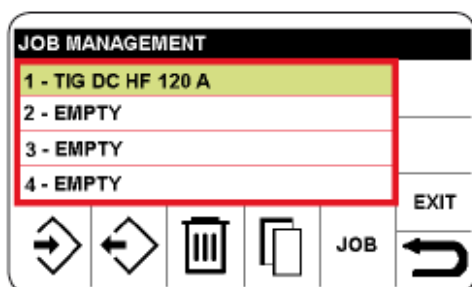 JOB MANAGEMENT
1 - TIG DC HF 120 A
2 - EMPTY
3 - EMPTY
4 - EMPTY
EXIT
JOB